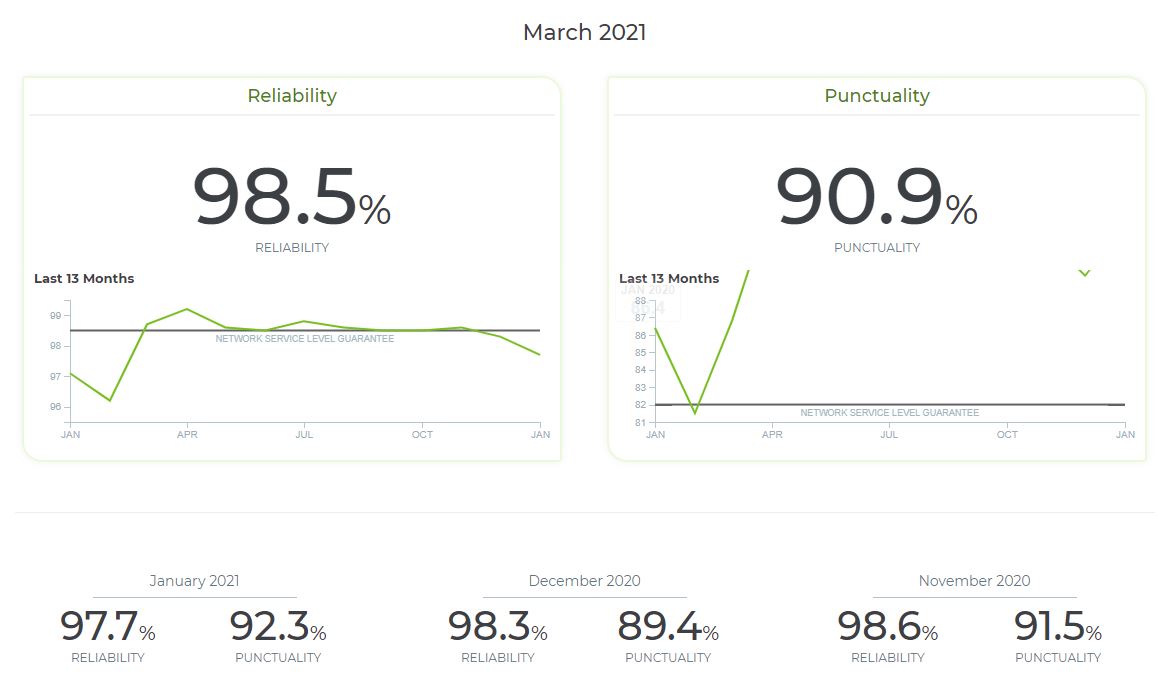 March 2021
Reliability
98.5%
RELIABILITY
Last 13 Months
99
98
97
96
NETWORK SERVICE LEVEL GUARANTEE
JAN APR JUL OCT JAN
Punctuality
90.9%
PUNCTUALITY
Last 13 Months
JAN 2020
86.4
88
87
86
85
84
83
82
81
NETWORK SERVICE LEVEL GUARANTEE
JAN APR JUL OCT JAN
January 2021
97.7% 92.3%
RELIABILITY PUNCTUALITY
December 2020
98.3% 89.4%
RELIABILITY PUNCTUALITY
November 2020
98.6% 91.5%
RELIABILITY PUNCTUALITY